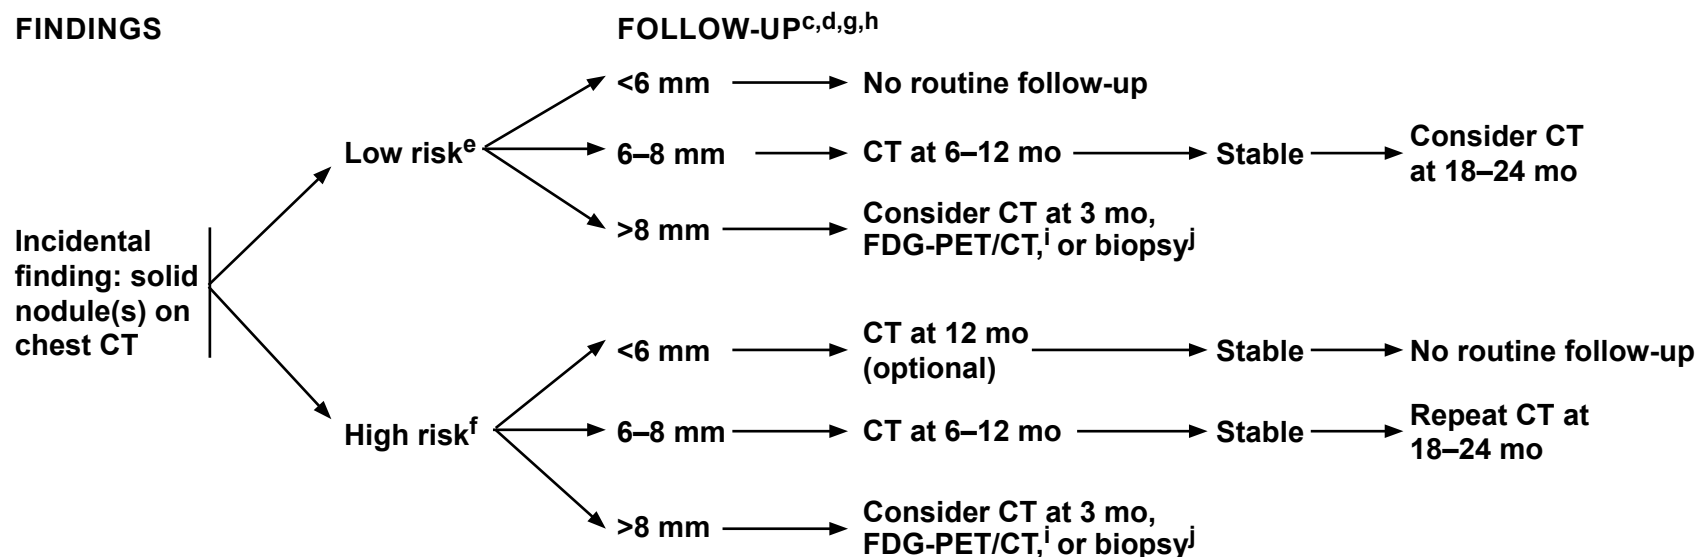 FINDINGS
FOLLOW-UPc,d,g,h
<6 mm
No routine follow-up
Low riske
6–8 mm
CT at 6–12 mo
Stable
Consider CT
at 18–24 mo
>8 mm
Consider CT at 3 mo,
FDG-PET/CT,i or biopsyj
Incidental
finding: solid
nodule(s) on
chest CT
<6 mm
CT at 12 mo
(optional)
Stable
No routine follow-up
High riskf
6–8 mm
CT at 6–12 mo
Stable
Repeat CT at
18–24 mo
>8 mm
Consider CT at 3 mo,
FDG-PET/CT,i or biopsyj